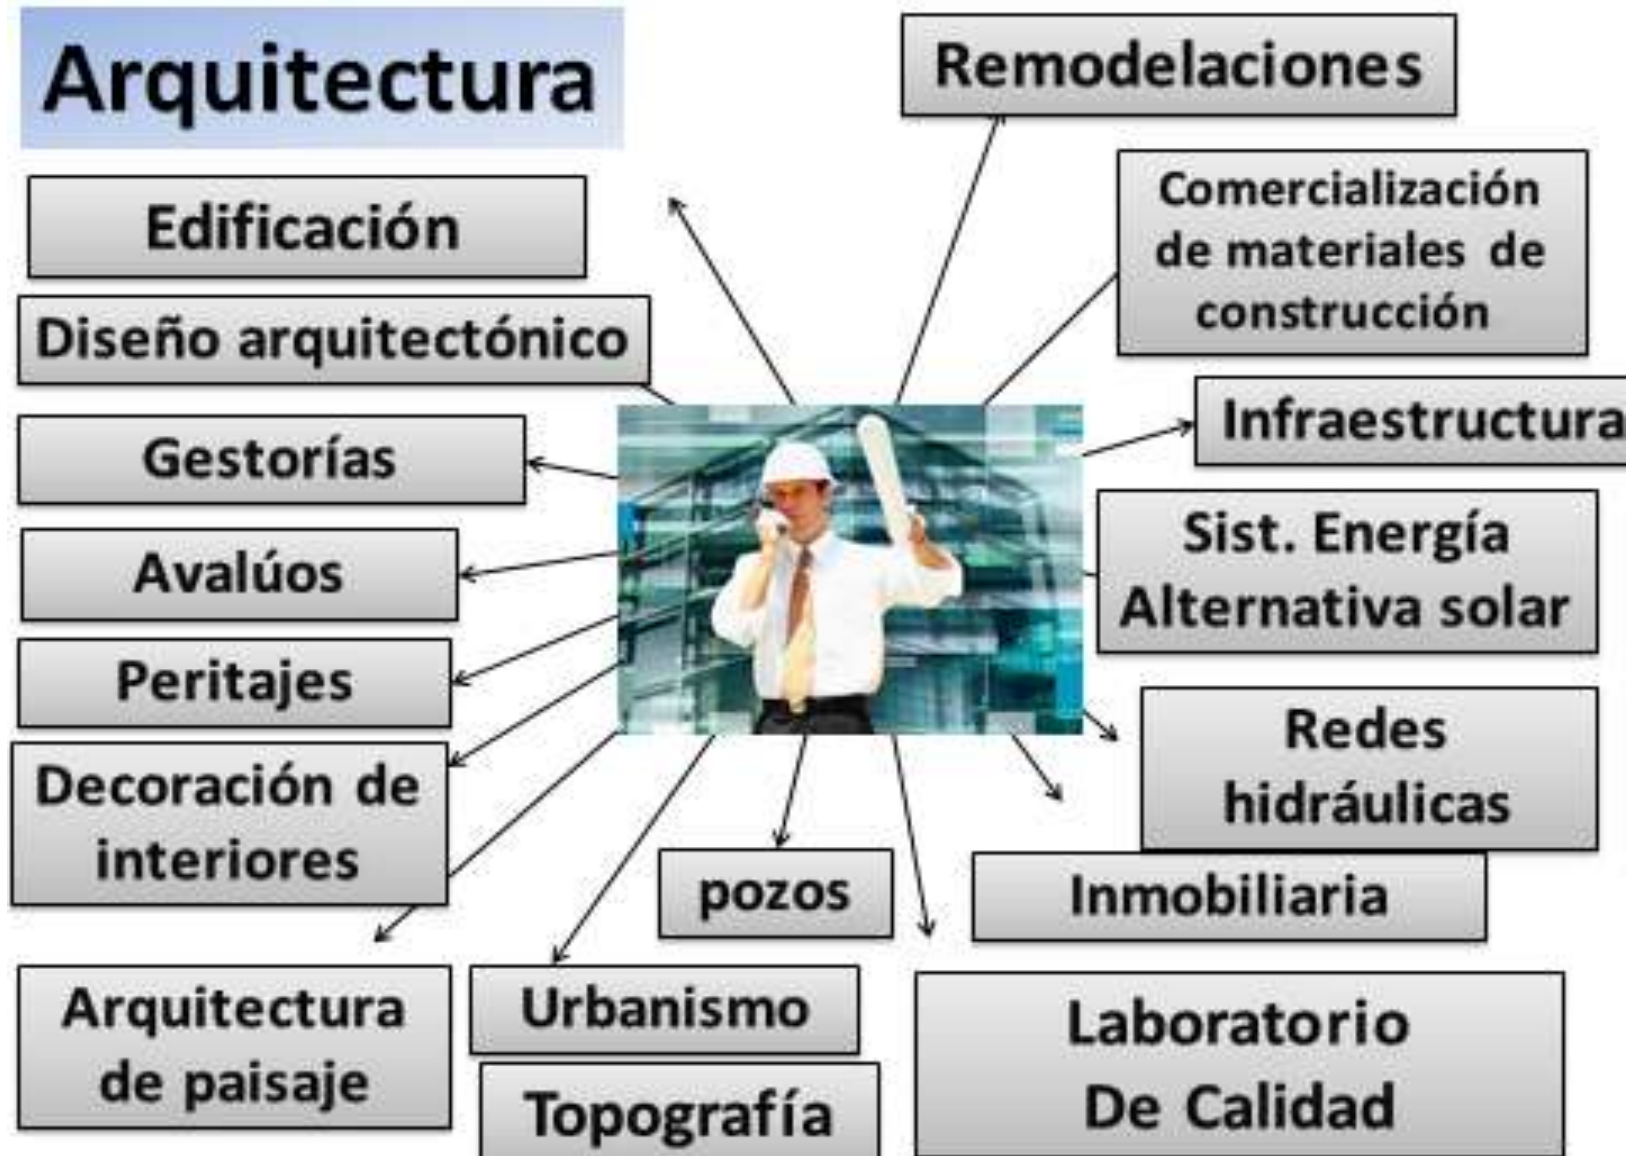 Arquitectura
Remodelaciones
Edificación
Comercialización
de materiales de
construcción
Diseño arquitectónico
Infraestructura
Gestorías
Sist. Energía
Alternativa solar
Avalúos
Peritajes
Redes
hidráulicas
Decoración de
interiores
pozos
Inmobiliaria
Arquitectura
de paisaje
Urbanismo
Laboratorio
De Calidad
Topografía